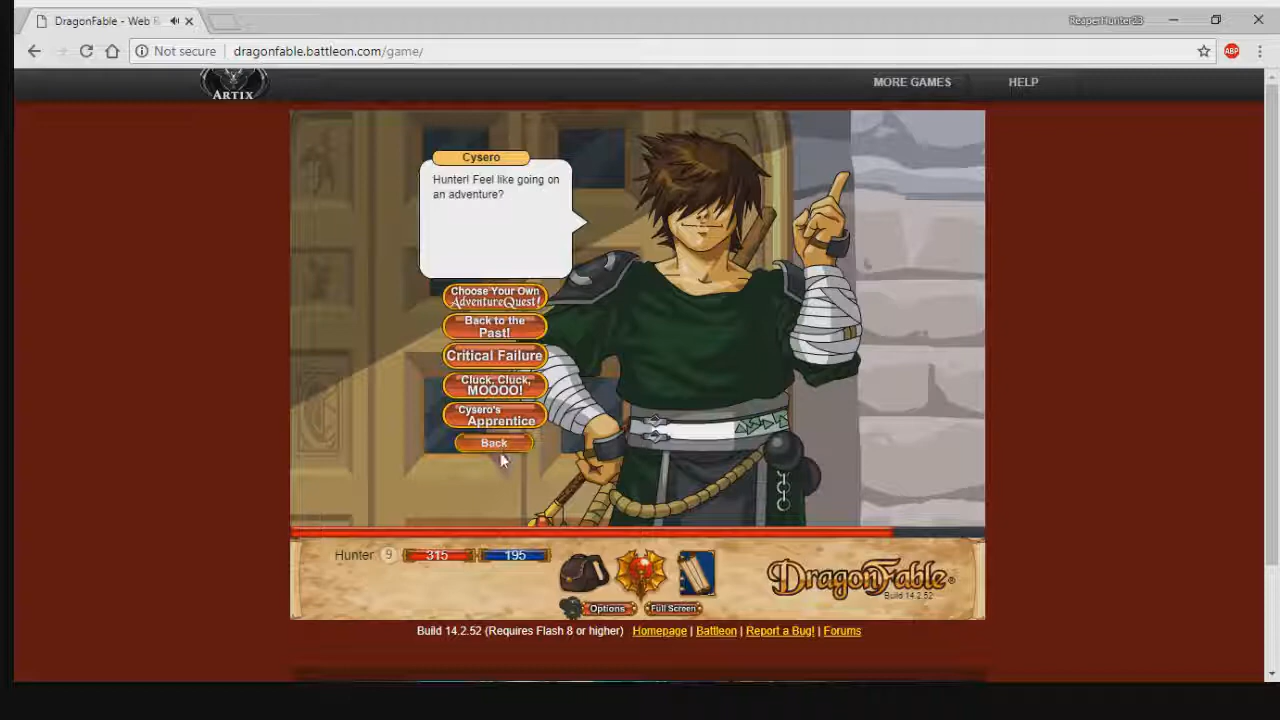 DragonFable - Web
ReaperHunter23
Not secure
dragonfable.battleon.com/game/
ABP
ARTIX
MORE GAMES
HELP
Cysero
Hunter! Feel like going on
an adventure?
Choose Your Own
AdventureQuest!
Back to the
Past!
Critical Failure
Cluck, Cluck,
MOOOO!
Cysero's
Apprentice
Back
Hunter 9 315 195
DragonFable
Build 14.2.52
Options
Full Screen
Build 14.2.52 (Requires Flash 8 or higher) Homepage | Battleon | Report a Bug! | Forums